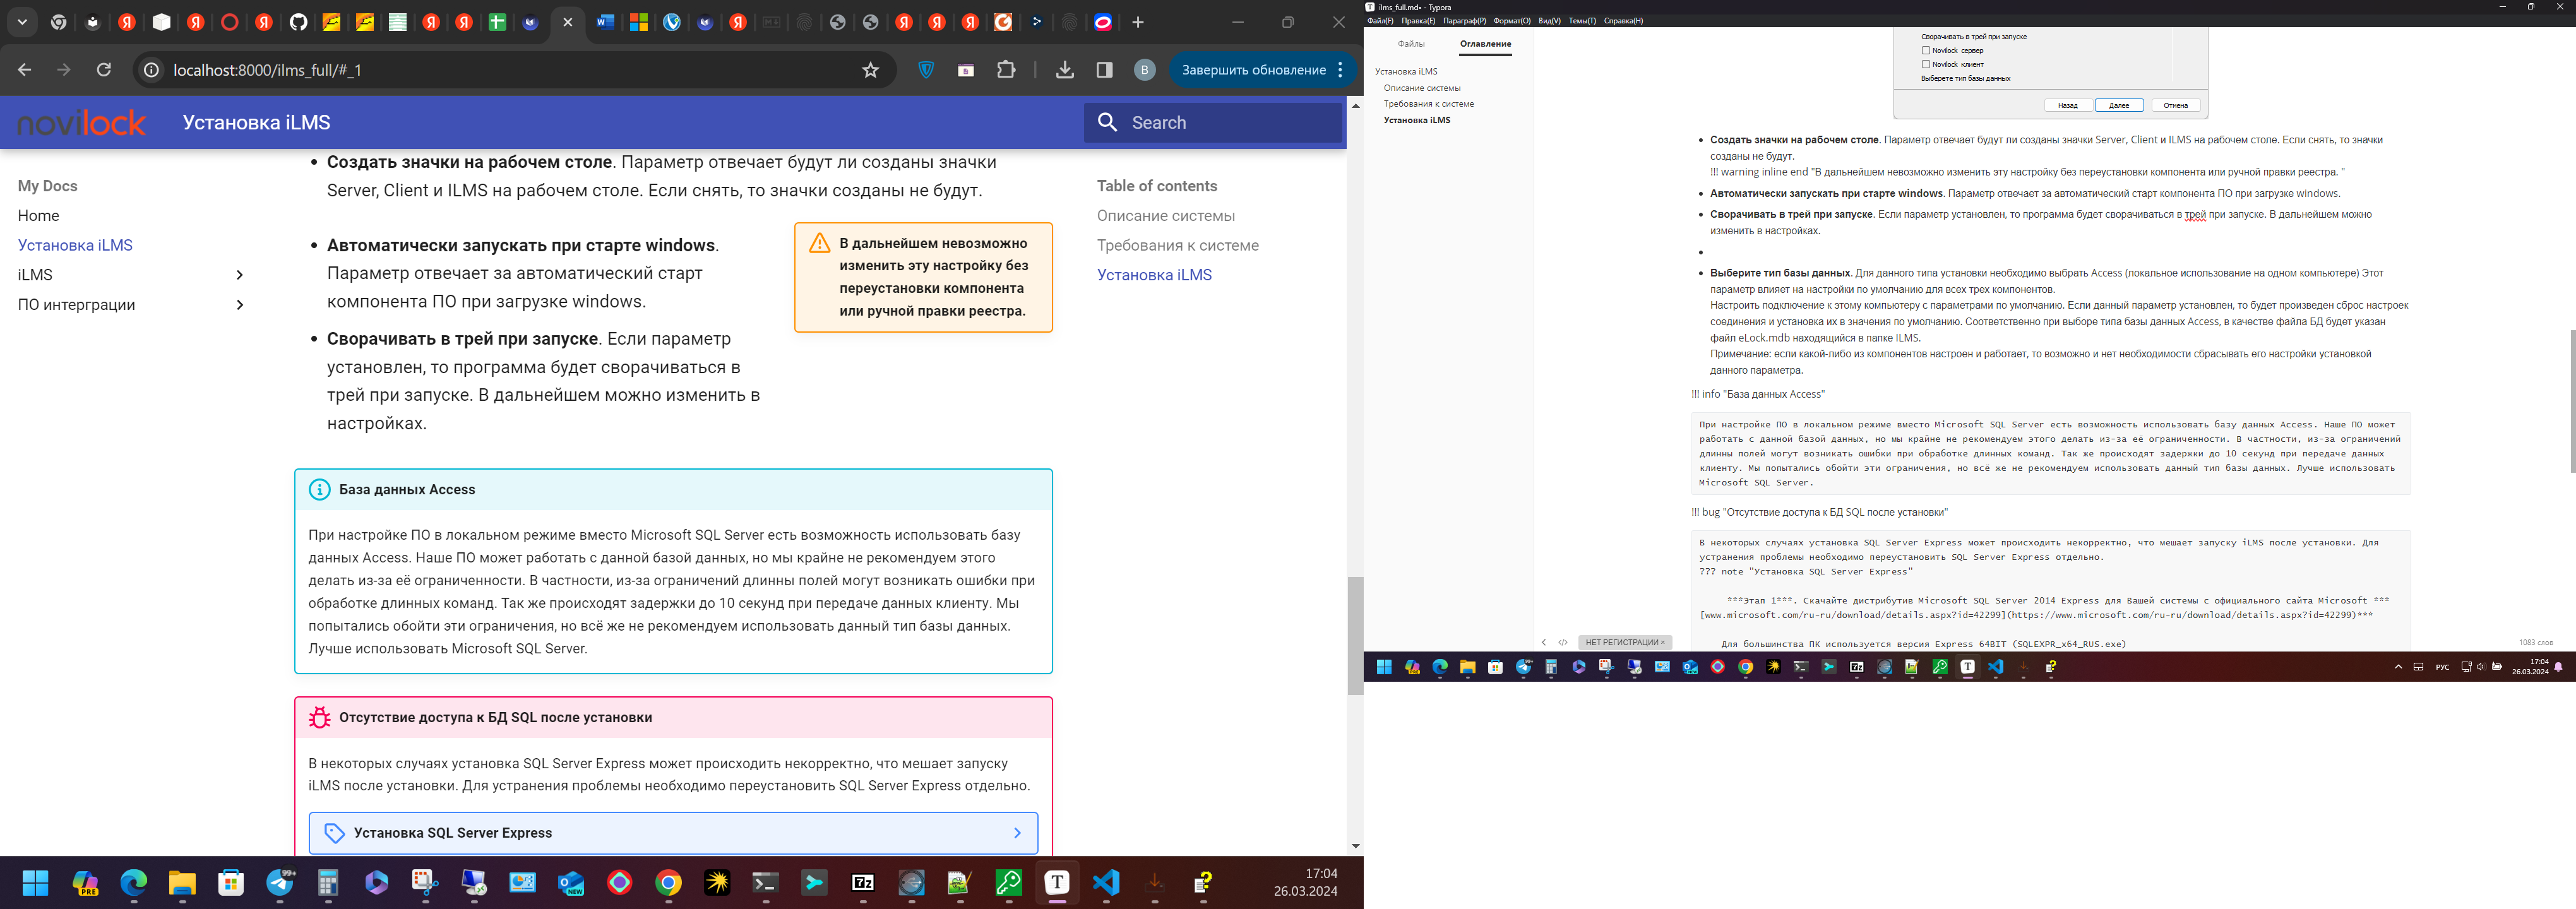 localhost:8000/ilms_full/#_1
Завершить обновление
novilock
Установка iLMS
Search
My Docs
Home
Установка iLMS
iLMS
ПО интерграции
• Создать значки на рабочем столе. Параметр отвечает будут ли созданы значки
Server, Client и ILMS на рабочем столе. Если снять, то значки созданы не будут.
• Автоматически запускать при старте windows.
Параметр отвечает за автоматический старт
компонента ПО при загрузке windows.
• Сворачивать в трей при запуске. Если параметр
установлен, то программа будет сворачиваться в
трей при запуске. В дальнейшем можно изменить в
настройках.
В дальнейшем невозможно
изменить эту настройку без
переустановки компонента
или ручной правки реестра.
База данных Access
При настройке ПО в локальном режиме вместо Microsoft SQL Server есть возможность использовать базу
данных Access. Наше ПО может работать с данной базой данных, но мы крайне не рекомендуем этого
делать из-за её ограниченности. В частности, из-за ограничений длинны полей могут возникать ошибки при
обработке длинных команд. Так же происходят задержки до 10 секунд при передаче данных клиенту. Мы
попытались обойти эти ограничения, но всё же не рекомендуем использовать данный тип базы данных.
Лучше использовать Microsoft SQL Server.
Отсутствие доступа к БД SQL после установки
В некоторых случаях установка SQL Server Express может происходить некорректно, что мешает запуску
iLMS после установки. Для устранения проблемы необходимо переустановить SQL Server Express отдельно.
Установка SQL Server Express
Table of contents
Описание системы
Требования к системе
Установка iLMS
17:04
26.03.2024
ilms_full.md• - Typora
Файл(F) Правка(E) Параграф(P) Формат(O) Вид(V) Темы(T) Справка(H)
Файлы Оглавление
Установка iLMS
Описание системы
Требования к системе
Установка iLMS
Сворачивать в трей при запуске
Novilock сервер
Novilock клиент
Выберете тип базы данных
Назад Далее Отмена
• Создать значки на рабочем столе. Параметр отвечает будут ли созданы значки Server, Client и ILMS на рабочем столе. Если снять, то значки
созданы не будут.
!!! warning inline end "В дальнейшем невозможно изменить эту настройку без переустановки компонента или ручной правки реестра. "
• Автоматически запускать при старте windows. Параметр отвечает за автоматический старт компонента ПО при загрузке windows.
• Сворачивать в трей при запуске. Если параметр установлен, то программа будет сворачиваться в трей при запуске. В дальнейшем можно
изменить в настройках.
•
• Выберите тип базы данных. Для данного типа установки необходимо выбрать Access (локальное использование на одном компьютере) Этот
параметр влияет на настройки по умолчанию для всех трех компонентов.
Настроить подключение к этому компьютеру с параметрами по умолчанию. Если данный параметр установлен, то будет произведен сброс настроек
соединения и установка их в значения по умолчанию. Соответственно при выборе типа базы данных Access, в качестве файла БД будет указан
файл eLock.mdb находящийся в папке ILMS.
Примечание: если какой-либо из компонентов настроен и работает, то возможно и нет необходимости сбрасывать его настройки установкой
данного параметра.
!!! info "База данных Access"
При настройке ПО в локальном режиме вместо Microsoft SQL Server есть возможность использовать базу данных Access. Наше ПО может
работать с данной базой данных, но мы крайне не рекомендуем этого делать из-за её ограниченности. В частности, из-за ограничений
длинны полей могут возникать ошибки при обработке длинных команд. Так же происходят задержки до 10 секунд при передаче данных
клиенту. Мы попытались обойти эти ограничения, но всё же не рекомендуем использовать данный тип базы данных. Лучше использовать
Microsoft SQL Server.
!!! bug "Отсутствие доступа к БД SQL после установки"
В некоторых случаях установка SQL Server Express может происходить некорректно, что мешает запуску iLMS после установки. Для
устранения проблемы необходимо переустановить SQL Server Express отдельно.
??? note "Установка SQL Server Express"
***Этап 1***. Скачайте дистрибутив Microsoft SQL Server 2014 Express для Вашей системы с официального сайта Microsoft ***
[www.microsoft.com/ru-ru/download/details.aspx?id=42299](https://www.microsoft.com/ru-ru/download/details.aspx?id=42299)***
Для большинства ПК используется версия Express 64BIT (SQLEXPR_x64_RUS.exe)
НЕТ РЕГИСТРАЦИИ ×
1083 слов
РУС
17:04
26.03.2024